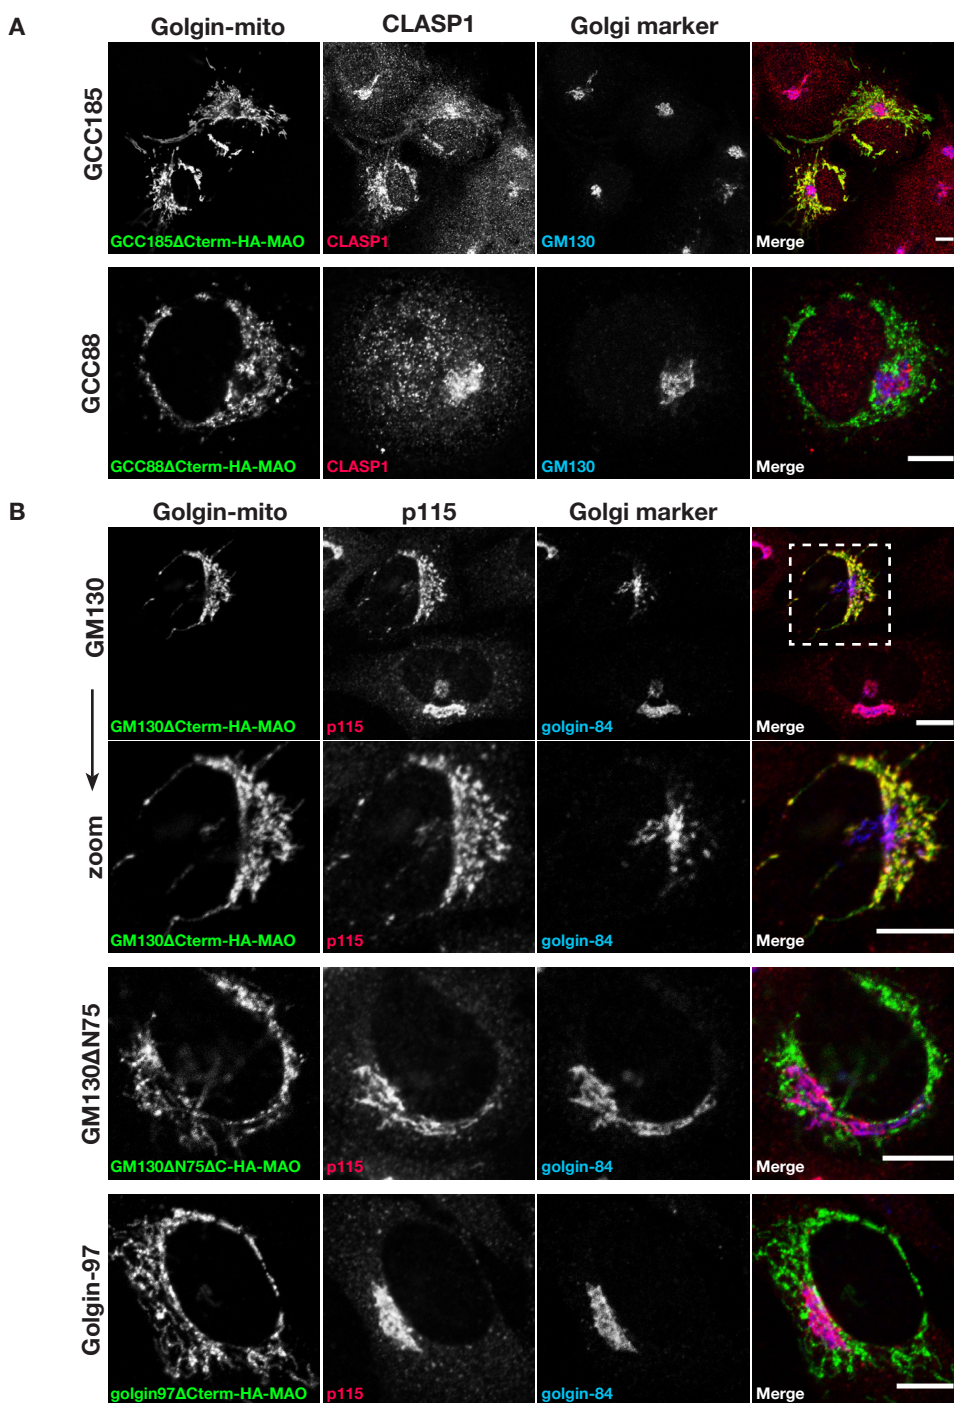 A
Golgin-mito CLASP1 Golgi marker
GCC185
GCC185ΔCterm-HA-MAO CLASP1 GM130 Merge
GCC88
GCC88ΔCterm-HA-MAO CLASP1 GM130 Merge
B
Golgin-mito p115 Golgi marker
GM130
GM130ΔCterm-HA-MAO p115 golgin-84 Merge
zoom
GM130ΔCterm-HA-MAO p115 golgin-84 Merge
GM130ΔN75
GM130ΔN75ΔC-HA-MAO p115 golgin-84 Merge
Golgin-97
golgin97ΔCterm-HA-MAO p115 golgin-84 Merge